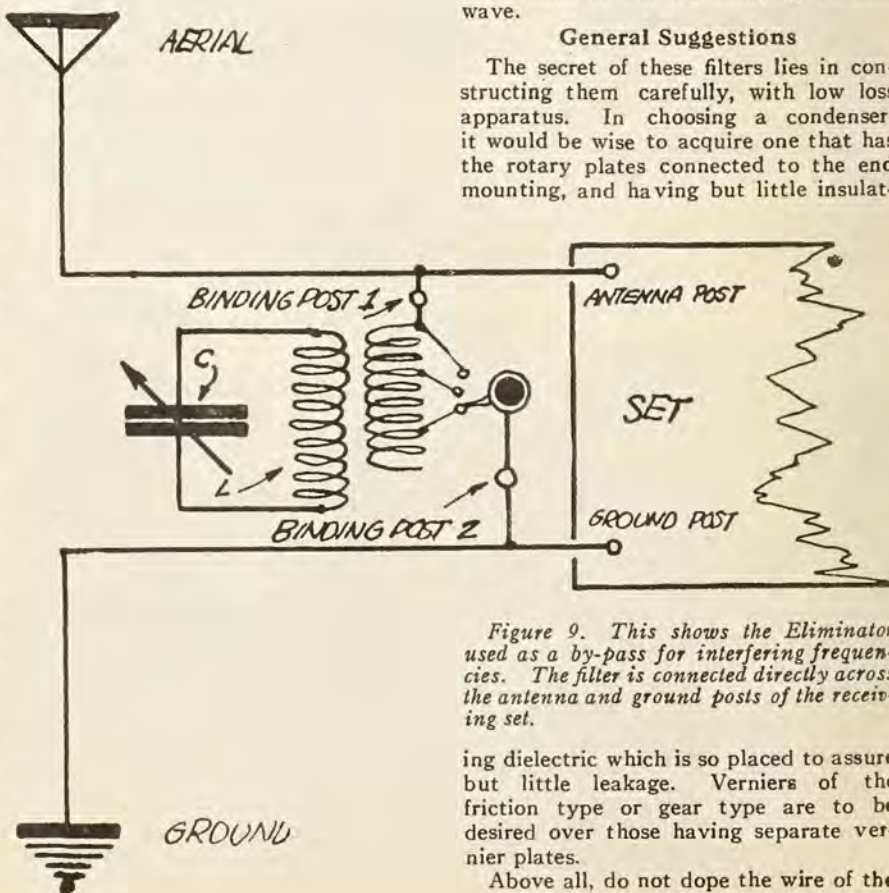 wave.
General Suggestions
The secret of these filters lies in con-
structing them carefully, with low loss
apparatus. In choosing a condenser
it would be wise to acquire one that has
the rotary plates connected to the end
mounting, and having but little insulat-
AERIAL
BINDING POST 1
ANTENNA POST
C
SET
L
BINDING POST 2
GROUND POST
Figure 9. This shows the Eliminator
used as a by-pass for interfering frequen-
cies. The filter is connected directly across
the antenna and ground posts of the receiv-
ing set.
ing dielectric which is so placed to assure
but little leakage. Verniers of the
friction type or gear type are to be
desired over those having separate ver-
nier plates.
Above all, do not dope the wire of the
GROUND